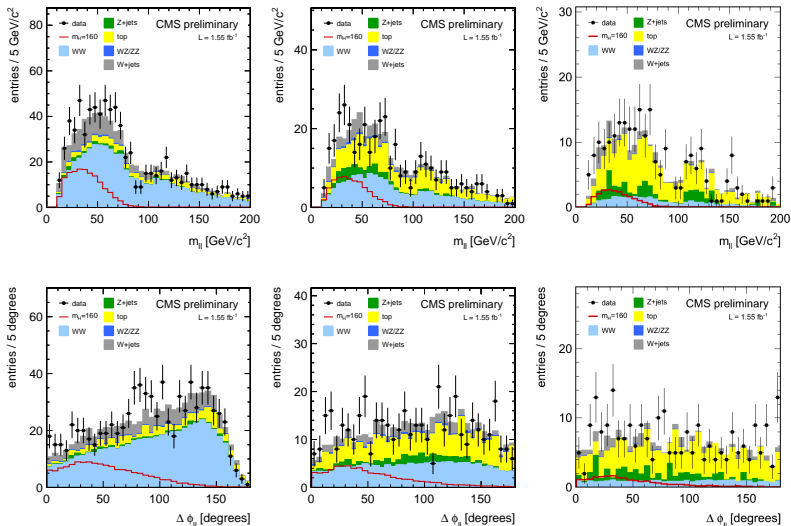 entries / 5 GeV/c²
80
60
40
20
0
data
m_H=160
WW
Z+jets
top
WZ/ZZ
W+jets
CMS preliminary
L = 1.55 fb⁻¹
0 50 100 150 200
m_ll [GeV/c²]
entries / 5 GeV/c²
40
20
0
data
m_H=160
WW
Z+jets
top
WZ/ZZ
W+jets
CMS preliminary
L = 1.55 fb⁻¹
0 50 100 150 200
m_ll [GeV/c²]
entries / 5 GeV/c²
30
20
10
0
data
m_H=160
WW
Z+jets
top
WZ/ZZ
W+jets
CMS preliminary
L = 1.55 fb⁻¹
0 50 100 150 200
m_ll [GeV/c²]
entries / 5 degrees
60
40
20
0
data
m_H=160
WW
Z+jets
top
WZ/ZZ
W+jets
CMS preliminary
L = 1.55 fb⁻¹
0 50 100 150
Δ ϕ_ll [degrees]
entries / 5 degrees
40
30
20
10
0
data
m_H=160
WW
Z+jets
top
WZ/ZZ
W+jets
CMS preliminary
L = 1.55 fb⁻¹
0 50 100 150
Δ ϕ_ll [degrees]
entries / 5 degrees
20
10
0
data
m_H=160
WW
Z+jets
top
WZ/ZZ
W+jets
CMS preliminary
L = 1.55 fb⁻¹
0 50 100 150
Δ ϕ_ll [degrees]